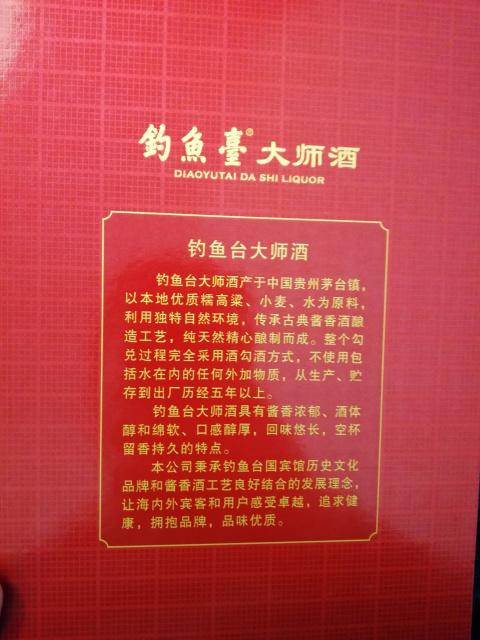 釣魚臺®大师酒
DIAOYUTAI DA SHI LIQUOR
钓鱼台大师酒
钓鱼台大师酒产于中国贵州茅台镇，
以本地优质糯高粱、小麦、水为原料，
利用独特自然环境，传承古典酱香酒酿
造工艺，纯天然精心酿制而成。整个勾
兑过程完全采用酒勾酒方式，不使用包
括水在内的任何外加物质，从生产、贮
存到出厂历经五年以上。
钓鱼台大师酒具有酱香浓郁、酒体
醇和绵软、口感醇厚，回味悠长，空杯
留香持久的特点。
本公司秉承钓鱼台国宾馆历史文化
品牌和酱香酒工艺良好结合的发展理念，
让海内外宾客和用户感受卓越，追求健
康，拥抱品牌，品味优质。